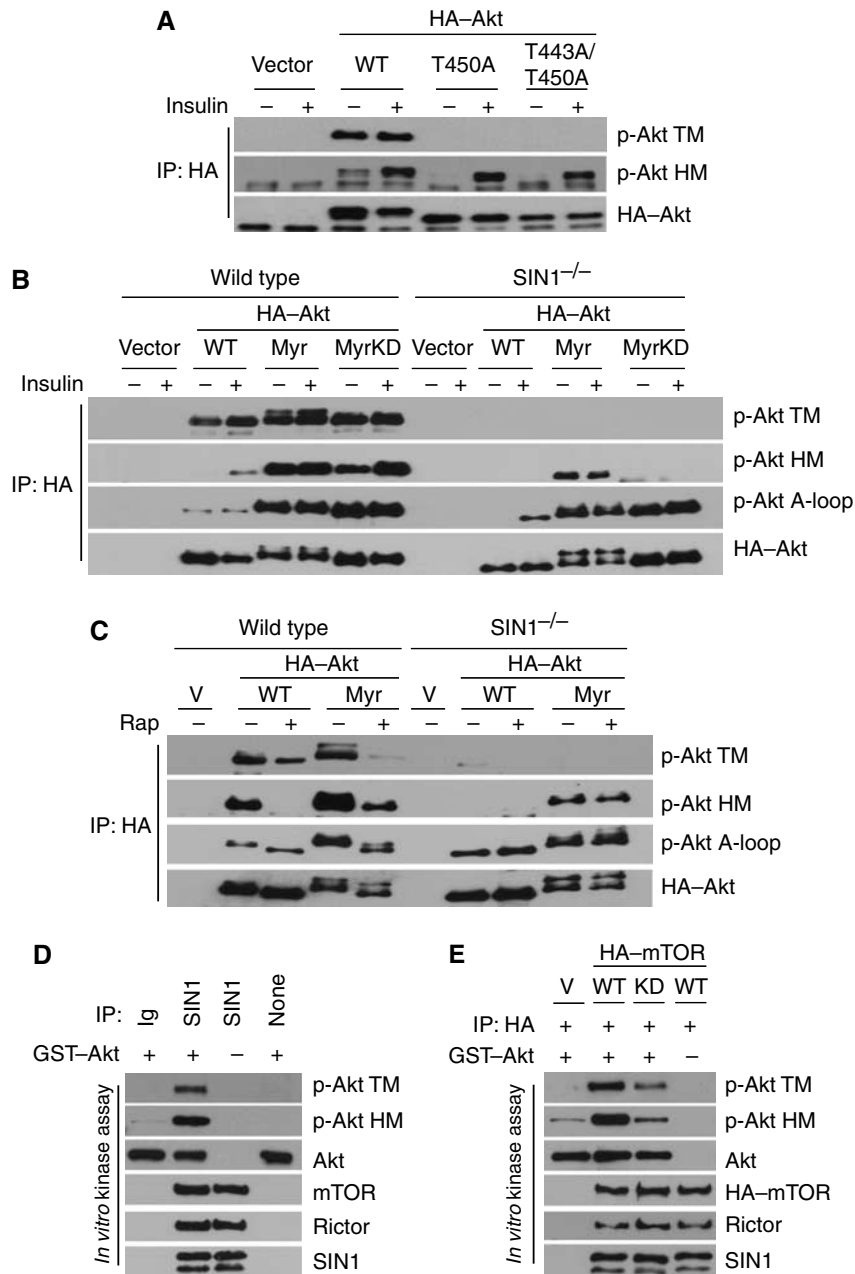 A
HA–Akt
Vector WT T450A T443A/
T450A
Insulin – + – + – + – +
IP: HA
p-Akt TM
p-Akt HM
HA–Akt
B
Wild type SIN1–/–
HA–Akt HA–Akt
Vector WT Myr MyrKD Vector WT Myr MyrKD
Insulin – + – + – + – + – + – + – + – +
IP: HA
p-Akt TM
p-Akt HM
p-Akt A-loop
HA–Akt
C
Wild type SIN1–/–
HA–Akt HA–Akt
V WT Myr V WT Myr
Rap – – + – + – – + – +
IP: HA
p-Akt TM
p-Akt HM
p-Akt A-loop
HA–Akt
D
IP: Ig SIN1 SIN1 None
GST–Akt + + – +
In vitro kinase assay
p-Akt TM
p-Akt HM
Akt
mTOR
Rictor
SIN1
E
HA–mTOR
V WT KD WT
IP: HA + + + +
GST–Akt + + + –
In vitro kinase assay
p-Akt TM
p-Akt HM
Akt
HA–mTOR
Rictor
SIN1